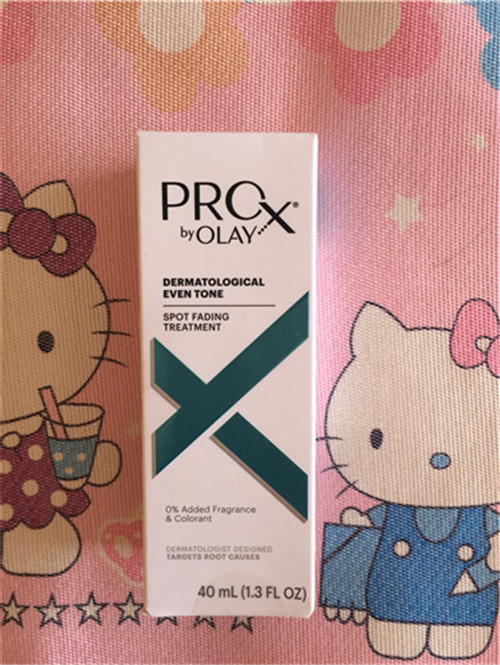 PROX®
by OLAY
DERMATOLOGICAL
EVEN TONE
SPOT FADING
TREATMENT
0% Added Fragrance
& Colorant
DERMATOLOGIST DESIGNED
TARGETS ROOT CAUSES
40 mL (1.3 FL OZ)